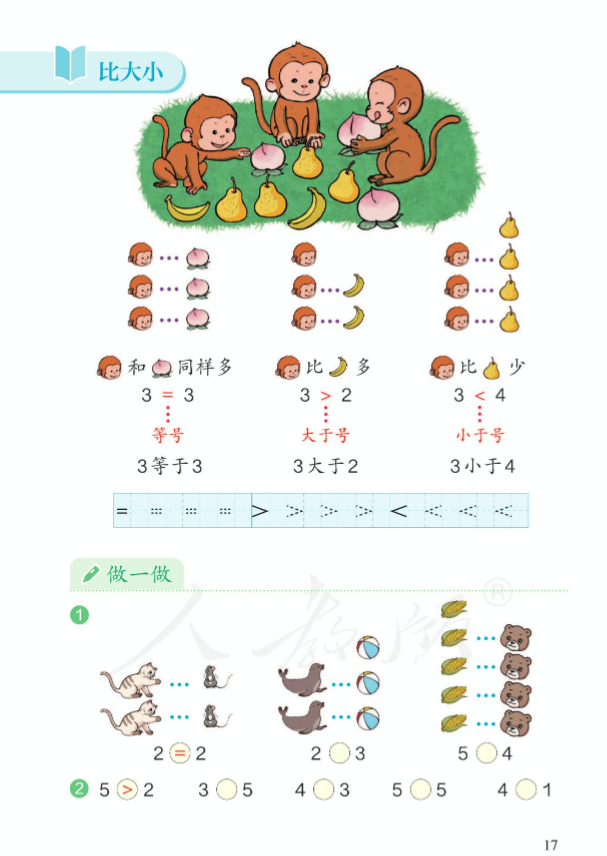 比大小
和 同样多 比 多 比 少
3 = 3 3 > 2 3 < 4
等号 大于号 小于号
3等于3 3大于2 3小于4
= = = = > > > > < < < <
做一做
人教领®
1
2 = 2 2 3 5 4
2 5 > 2 3 5 4 3 5 5 4 1
17